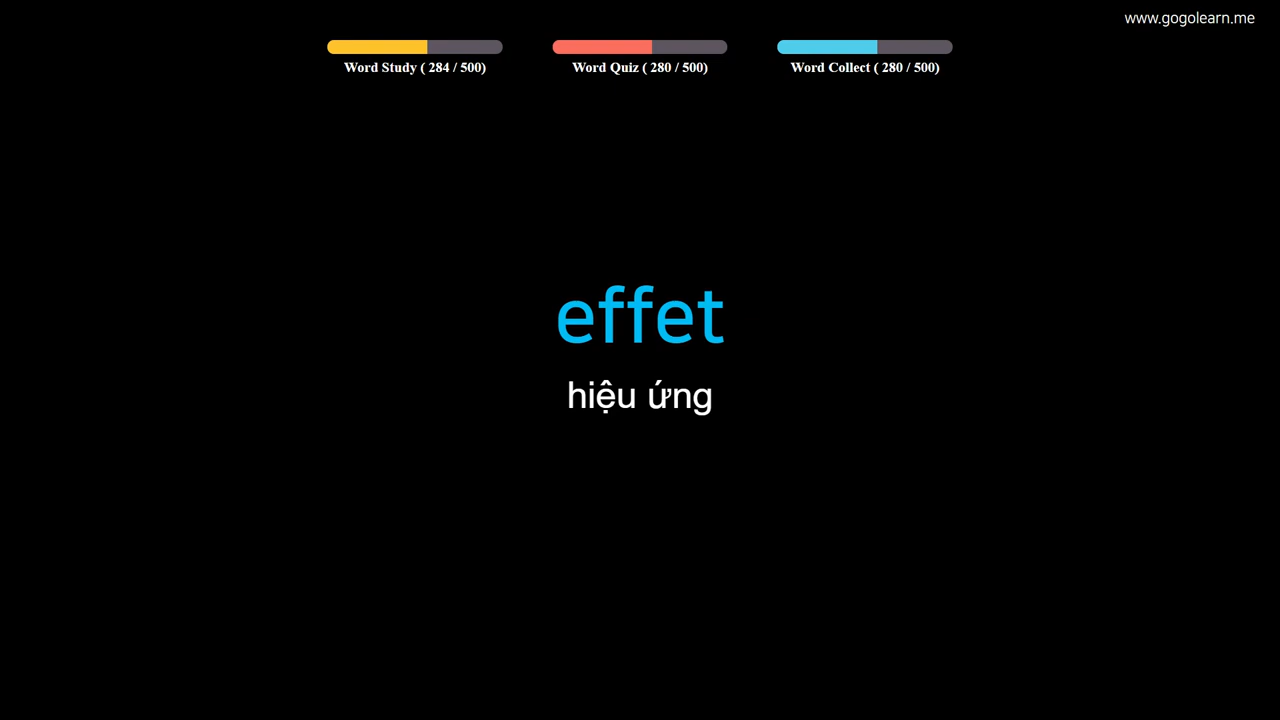 www.gogolearn.me
Word Study ( 284 / 500)
Word Quiz ( 280 / 500)
Word Collect ( 280 / 500)
effet
hiệu ứng